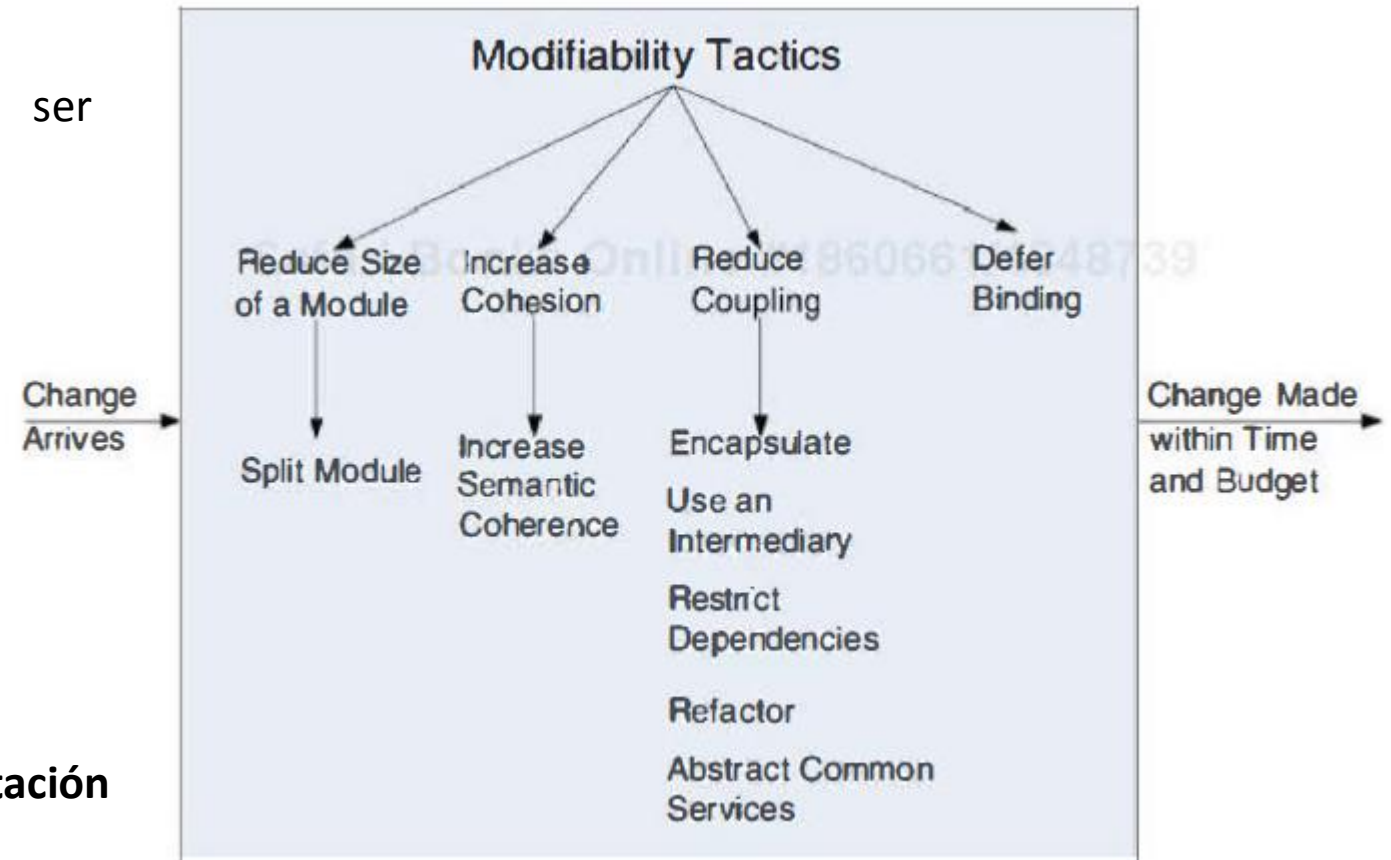 Modifiability Tactics
ser
Reduce Size
of a Module
Increase
Cohesion
Reduce
Coupling
Defer
Binding
Change
Arrives
Split Module
Increase
Semantic
Coherence
Encapsulate
Use an
Intermediary
Restrict
Dependencies
Refactor
Abstract Common
Services
Change Made
within Time
and Budget
tación